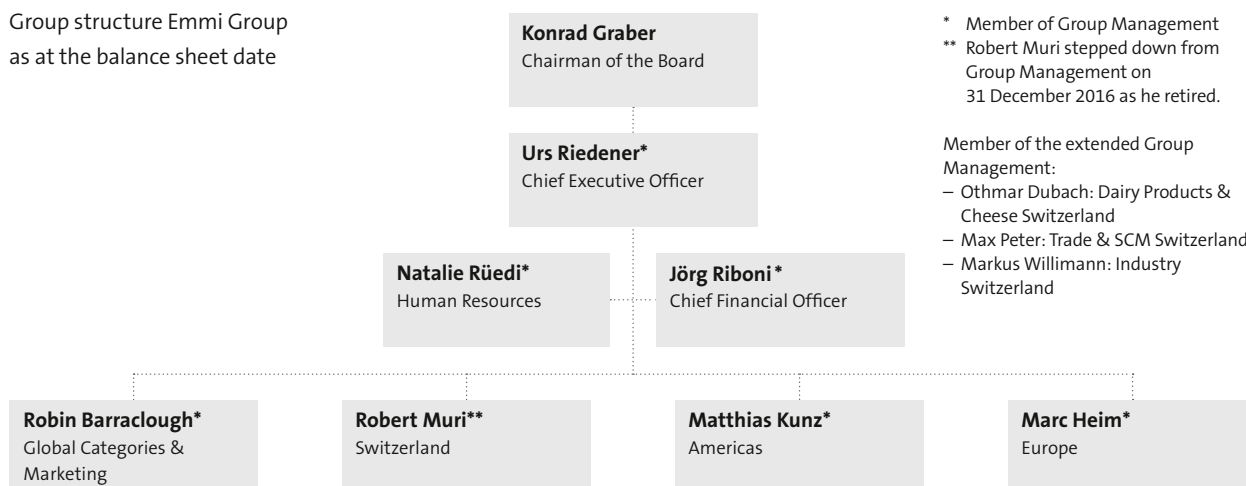 Group structure Emmi Group
as at the balance sheet date
Konrad Graber
Chairman of the Board
* Member of Group Management
** Robert Muri stepped down from
Group Management on
31 December 2016 as he retired.
Member of the extended Group
Management:
– Othmar Dubach: Dairy Products &
Cheese Switzerland
– Max Peter: Trade & SCM Switzerland
– Markus Willimann: Industry
Switzerland
Urs Riedener*
Chief Executive Officer
Natalie Rüedi*
Human Resources
Jörg Riboni *
Chief Financial Officer
Robin Barraclough*
Global Categories &
Marketing
Robert Muri**
Switzerland
Matthias Kunz*
Americas
Marc Heim*
Europe